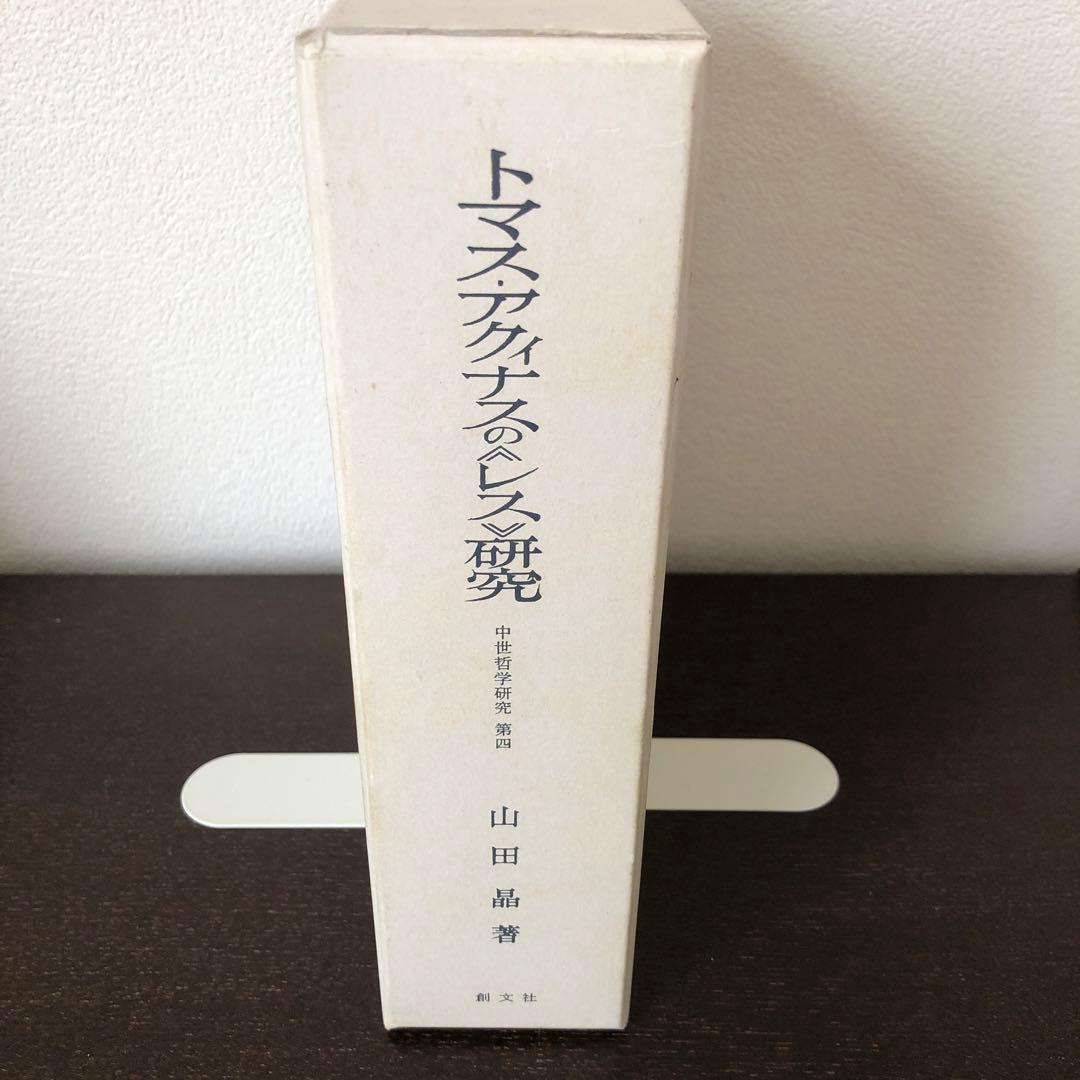 トマス・アクィナスの《レス》研究
中世哲学研究 第四
山田晶著
創文社